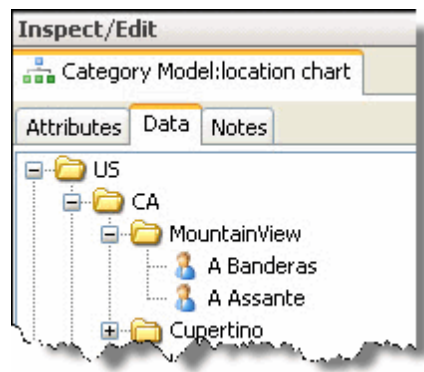 Inspect/Edit
Category Model:location chart
Attributes Data Notes
US
CA
MountainView
A Banderas
A Assante
Cupertino